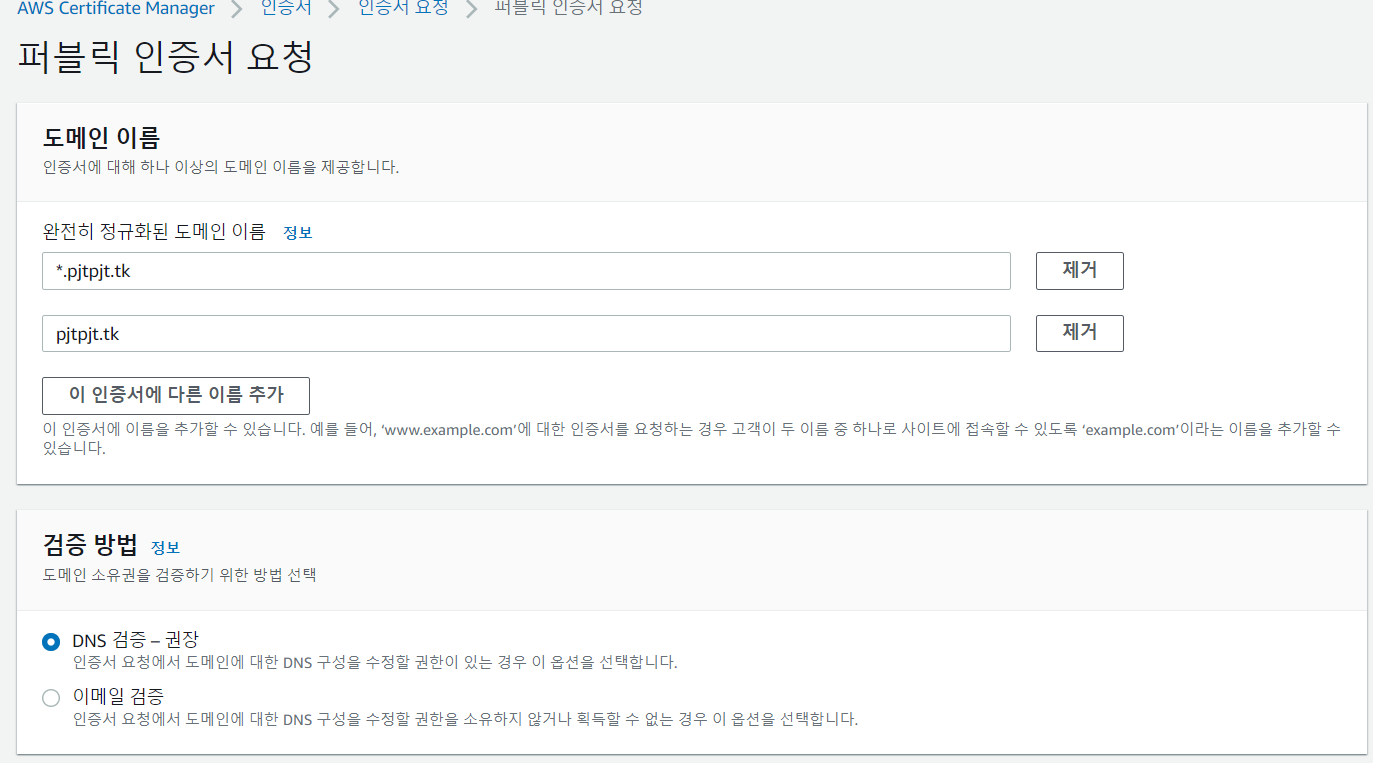 AWS Certificate Manager > 인증서 > 인증서 요청 > 퍼블릭 인증서 요청
퍼블릭 인증서 요청
도메인 이름
인증서에 대해 하나 이상의 도메인 이름을 제공합니다.
완전히 정규화된 도메인 이름 정보
*.pjtpjt.tk 제거
pjtpjt.tk 제거
이 인증서에 다른 이름 추가
이 인증서에 이름을 추가할 수 있습니다. 예를 들어, ‘www.example.com’에 대한 인증서를 요청하는 경우 고객이 두 이름 중 하나로 사이트에 접속할 수 있도록 ‘example.com’이라는 이름을 추가할 수
있습니다.
검증 방법 정보
도메인 소유권을 검증하기 위한 방법 선택
DNS 검증 – 권장
인증서 요청에서 도메인에 대한 DNS 구성을 수정할 권한이 있는 경우 이 옵션을 선택합니다.
이메일 검증
인증서 요청에서 도메인에 대한 DNS 구성을 수정할 권한을 소유하지 않거나 획득할 수 없는 경우 이 옵션을 선택합니다.